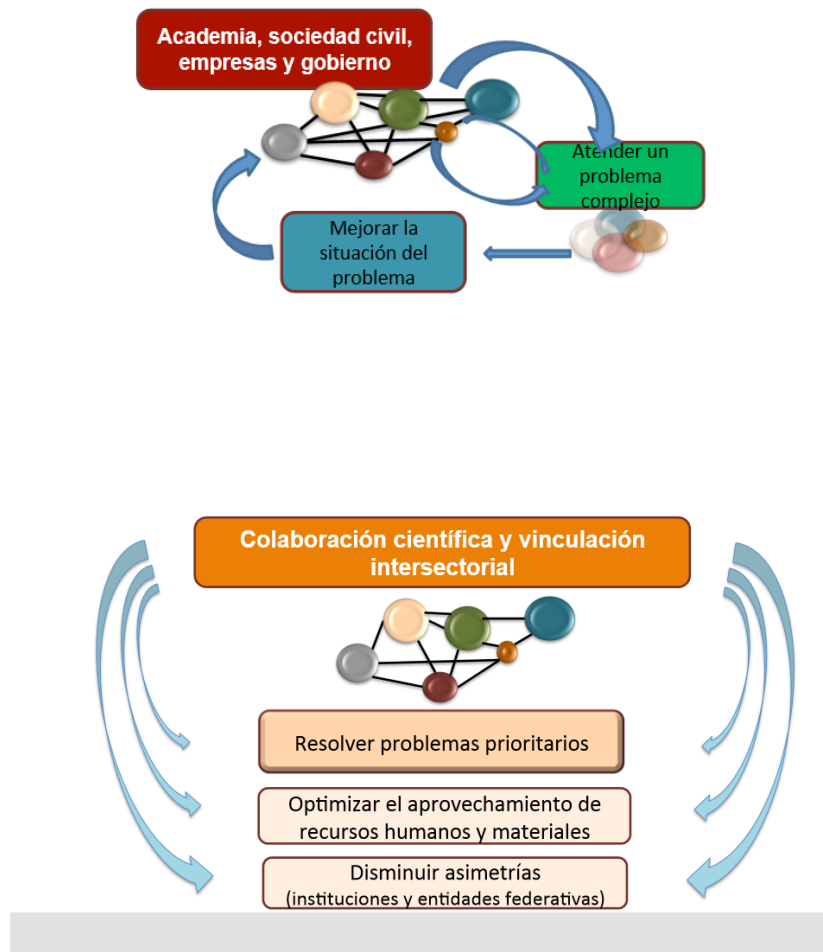 Academia, sociedad civil,
empresas y gobierno
Atender un
problema
complejo
Mejorar la
situación del
problema
Colaboración científica y vinculación
intersectorial
Resolver problemas prioritarios
Optimizar el aprovechamiento de
recursos humanos y materiales
Disminuir asimetrías
(instituciones y entidades federativas)